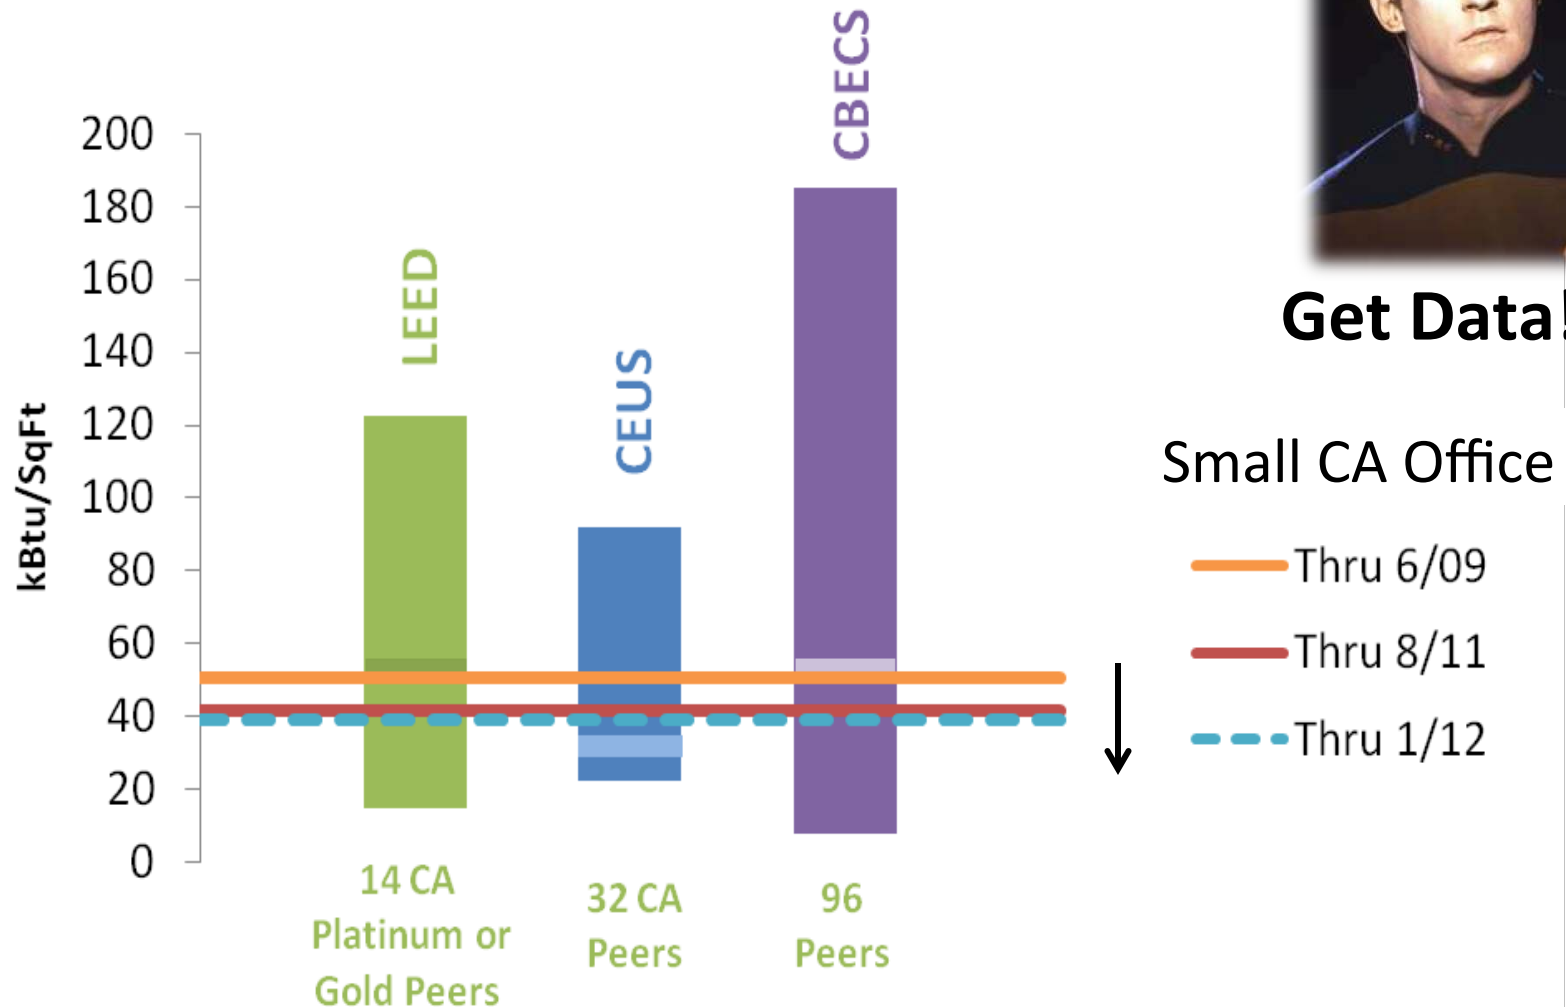 CBECS
LEED
CEUS
kBtu/SqFt
200
180
160
140
120
100
80
60
40
20
0
14 CA
Platinum or
Gold Peers
32 CA
Peers
96
Peers
Get Data!
Small CA Office
Thru 6/09
Thru 8/11
Thru 1/12